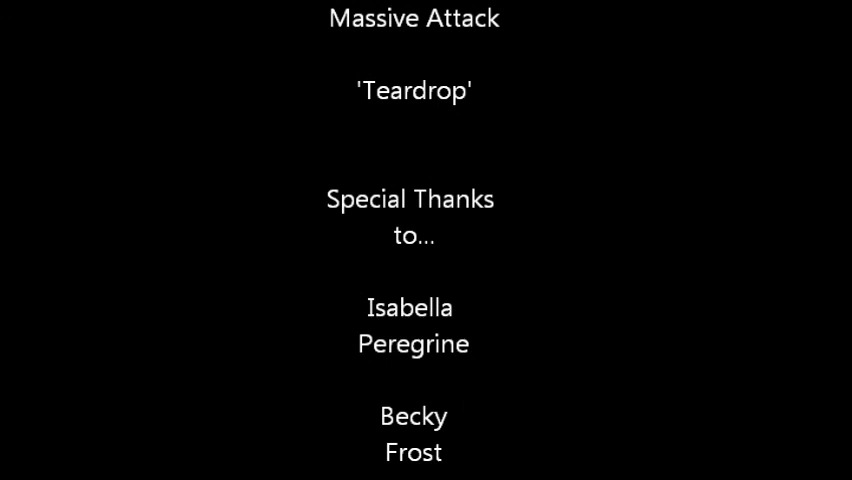 Massive Attack
'Teardrop'
Special Thanks
to...
Isabella
Peregrine
Becky
Frost